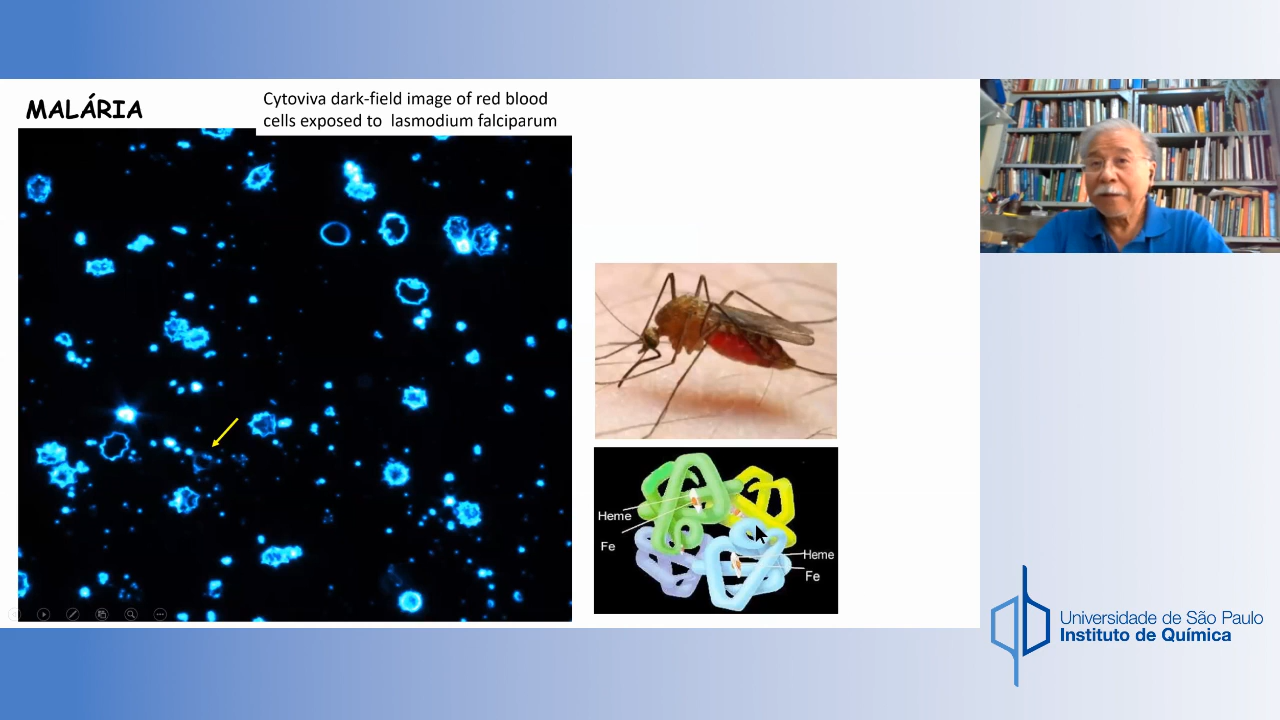 MALÁRIA
Cytoviva dark-field image of red blood
cells exposed to lasmodium falciparum
Heme
Fe
Heme
Fe
Universidade de São Paulo
Instituto de Química